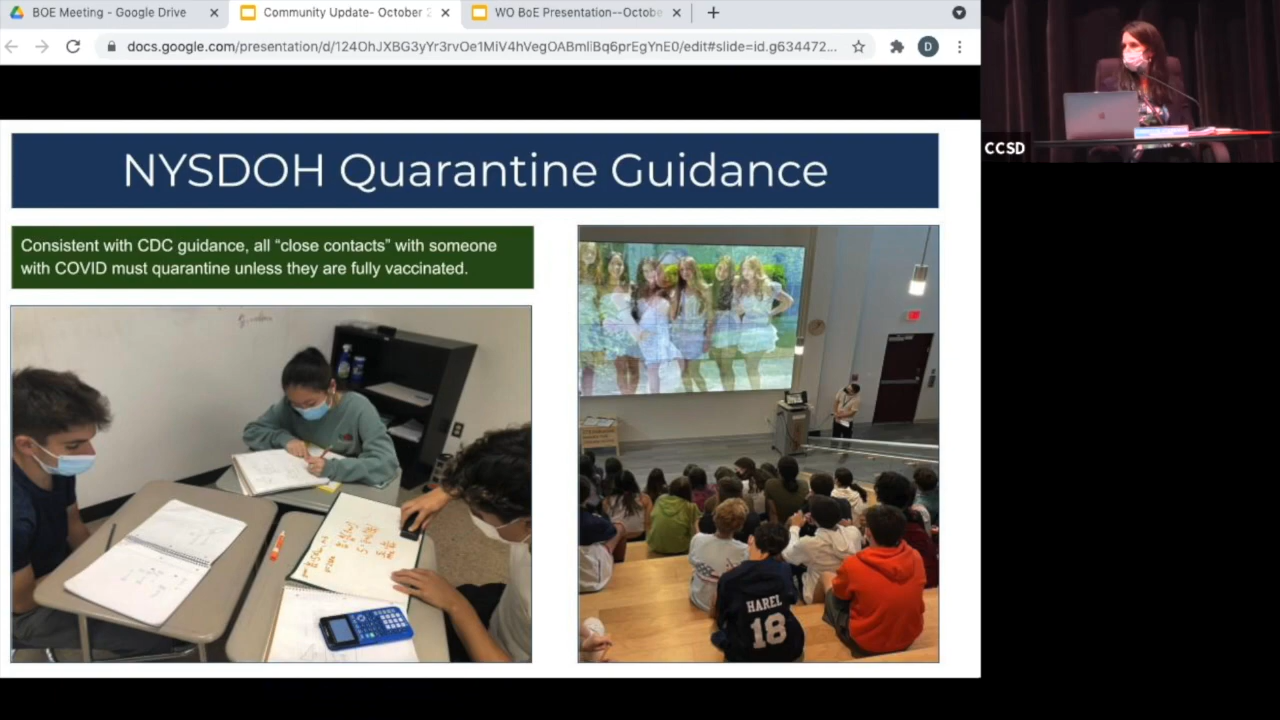 BOE Meeting - Google Drive
Community Update- October 2
WO BoE Presentation--Octobe
docs.google.com/presentation/d/124OhJXBG3yYr3rvOe1MiV4hVegOABmliBq6prEgYnE0/edit#slide=id.g634472...
D
CCSD
NYSDOH Quarantine Guidance
Consistent with CDC guidance, all “close contacts” with someone
with COVID must quarantine unless they are fully vaccinated.
HAREL
18